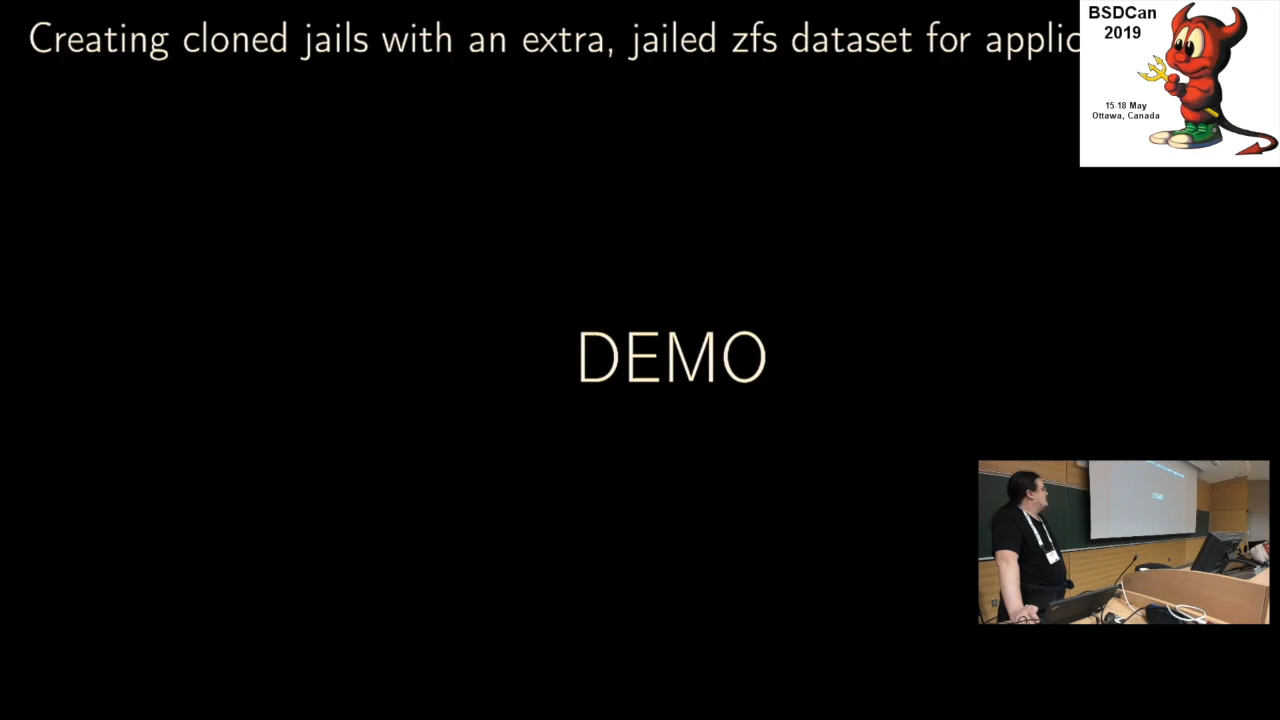 Creating cloned jails with an extra, jailed zfs dataset for applic
BSDCan
2019
15-18 May
Ottawa, Canada
DEMO
DEMO